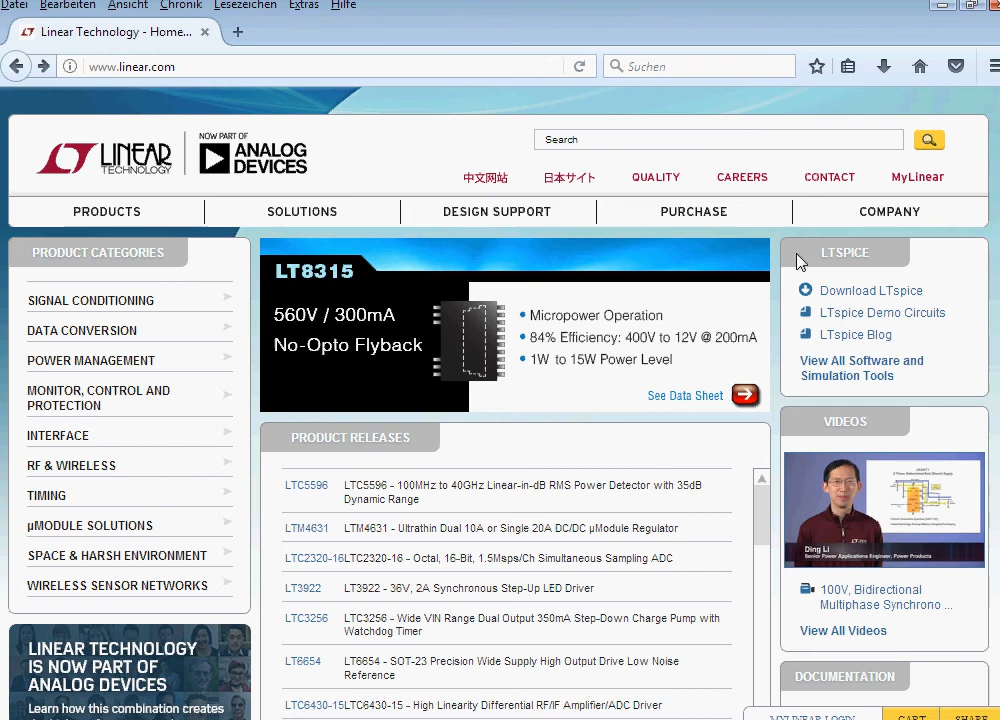 Datei Bearbeiten Ansicht Chronik Lesezeichen Extras Hilfe
Linear Technology - Home...
www.linear.com
Suchen
LINEAR TECHNOLOGY
NOW PART OF
ANALOG DEVICES
Search
中文网站 日本サイト QUALITY CAREERS CONTACT MyLinear
PRODUCTS SOLUTIONS DESIGN SUPPORT PURCHASE COMPANY
PRODUCT CATEGORIES
SIGNAL CONDITIONING
DATA CONVERSION
POWER MANAGEMENT
MONITOR, CONTROL AND
PROTECTION
INTERFACE
RF & WIRELESS
TIMING
µMODULE SOLUTIONS
SPACE & HARSH ENVIRONMENT
WIRELESS SENSOR NETWORKS
LINEAR TECHNOLOGY
IS NOW PART OF
ANALOG DEVICES
Learn how this combination creates
LT8315
560V / 300mA
No-Opto Flyback
• Micropower Operation
• 84% Efficiency: 400V to 12V @ 200mA
• 1W to 15W Power Level
See Data Sheet
PRODUCT RELEASES
LTC5596 LTC5596 - 100MHz to 40GHz Linear-in-dB RMS Power Detector with 35dB
Dynamic Range
LTM4631 LTM4631 - Ultrathin Dual 10A or Single 20A DC/DC µModule Regulator
LTC2320-16 LTC2320-16 - Octal, 16-Bit, 1.5Msps/Ch Simultaneous Sampling ADC
LT3922 LT3922 - 36V, 2A Synchronous Step-Up LED Driver
LTC3256 LTC3256 - Wide VIN Range Dual Output 350mA Step-Down Charge Pump with
Watchdog Timer
LT6654 LT6654 - SOT-23 Precision Wide Supply High Output Drive Low Noise
Reference
LTC6430-15 LTC6430-15 - High Linearity Differential RF/IF Amplifier/ADC Driver
LTSPICE
Download LTspice
LTspice Demo Circuits
LTspice Blog
View All Software and
Simulation Tools
VIDEOS
Ding Li
Senior Power Applications Engineer, Power Products
100V, Bidirectional
Multiphase Synchrono ...
View All Videos
DOCUMENTATION
MYLINEAR LOGIN CART SHARE